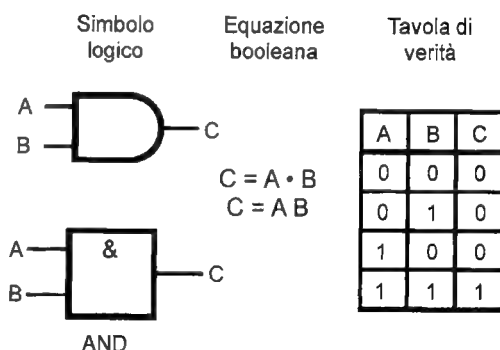 Simbolo logico
Equazione booleana
Tavola di verità
A
B
C
C = A • B
C = A B
A
B
&
C
AND
A B C
0 0 0
0 1 0
1 0 0
1 1 1